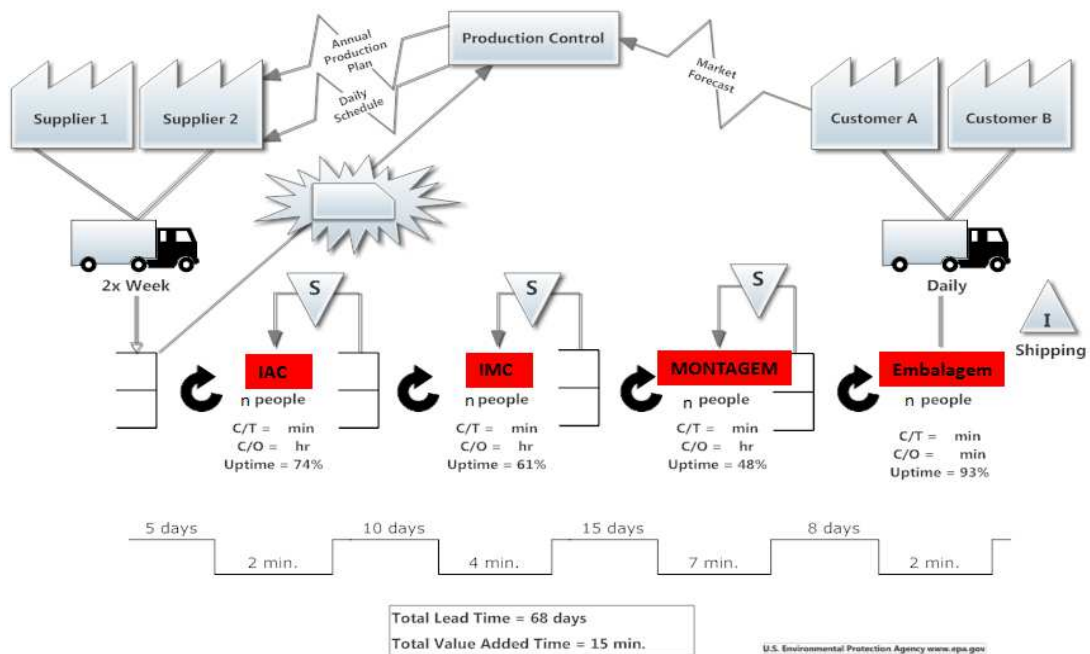 Annual
Production
Plan
Daily
Schedule
Production Control
Market
Forecast
Supplier 1
Supplier 2
Customer A
Customer B
2x Week
Daily
S
S
S
I
Shipping
IAC
n people
C/T = min
C/O = hr
Uptime = 74%
IMC
n people
C/T = min
C/O = hr
Uptime = 61%
MONTAGEM
n people
C/T = min
C/O = hr
Uptime = 48%
Embalagem
n people
C/T = min
C/O = min
Uptime = 93%
5 days
10 days
15 days
8 days
2 min.
4 min.
7 min.
2 min.
Total Lead Time = 68 days
Total Value Added Time = 15 min.
U.S. Environmental Protection Agency www.epa.gov